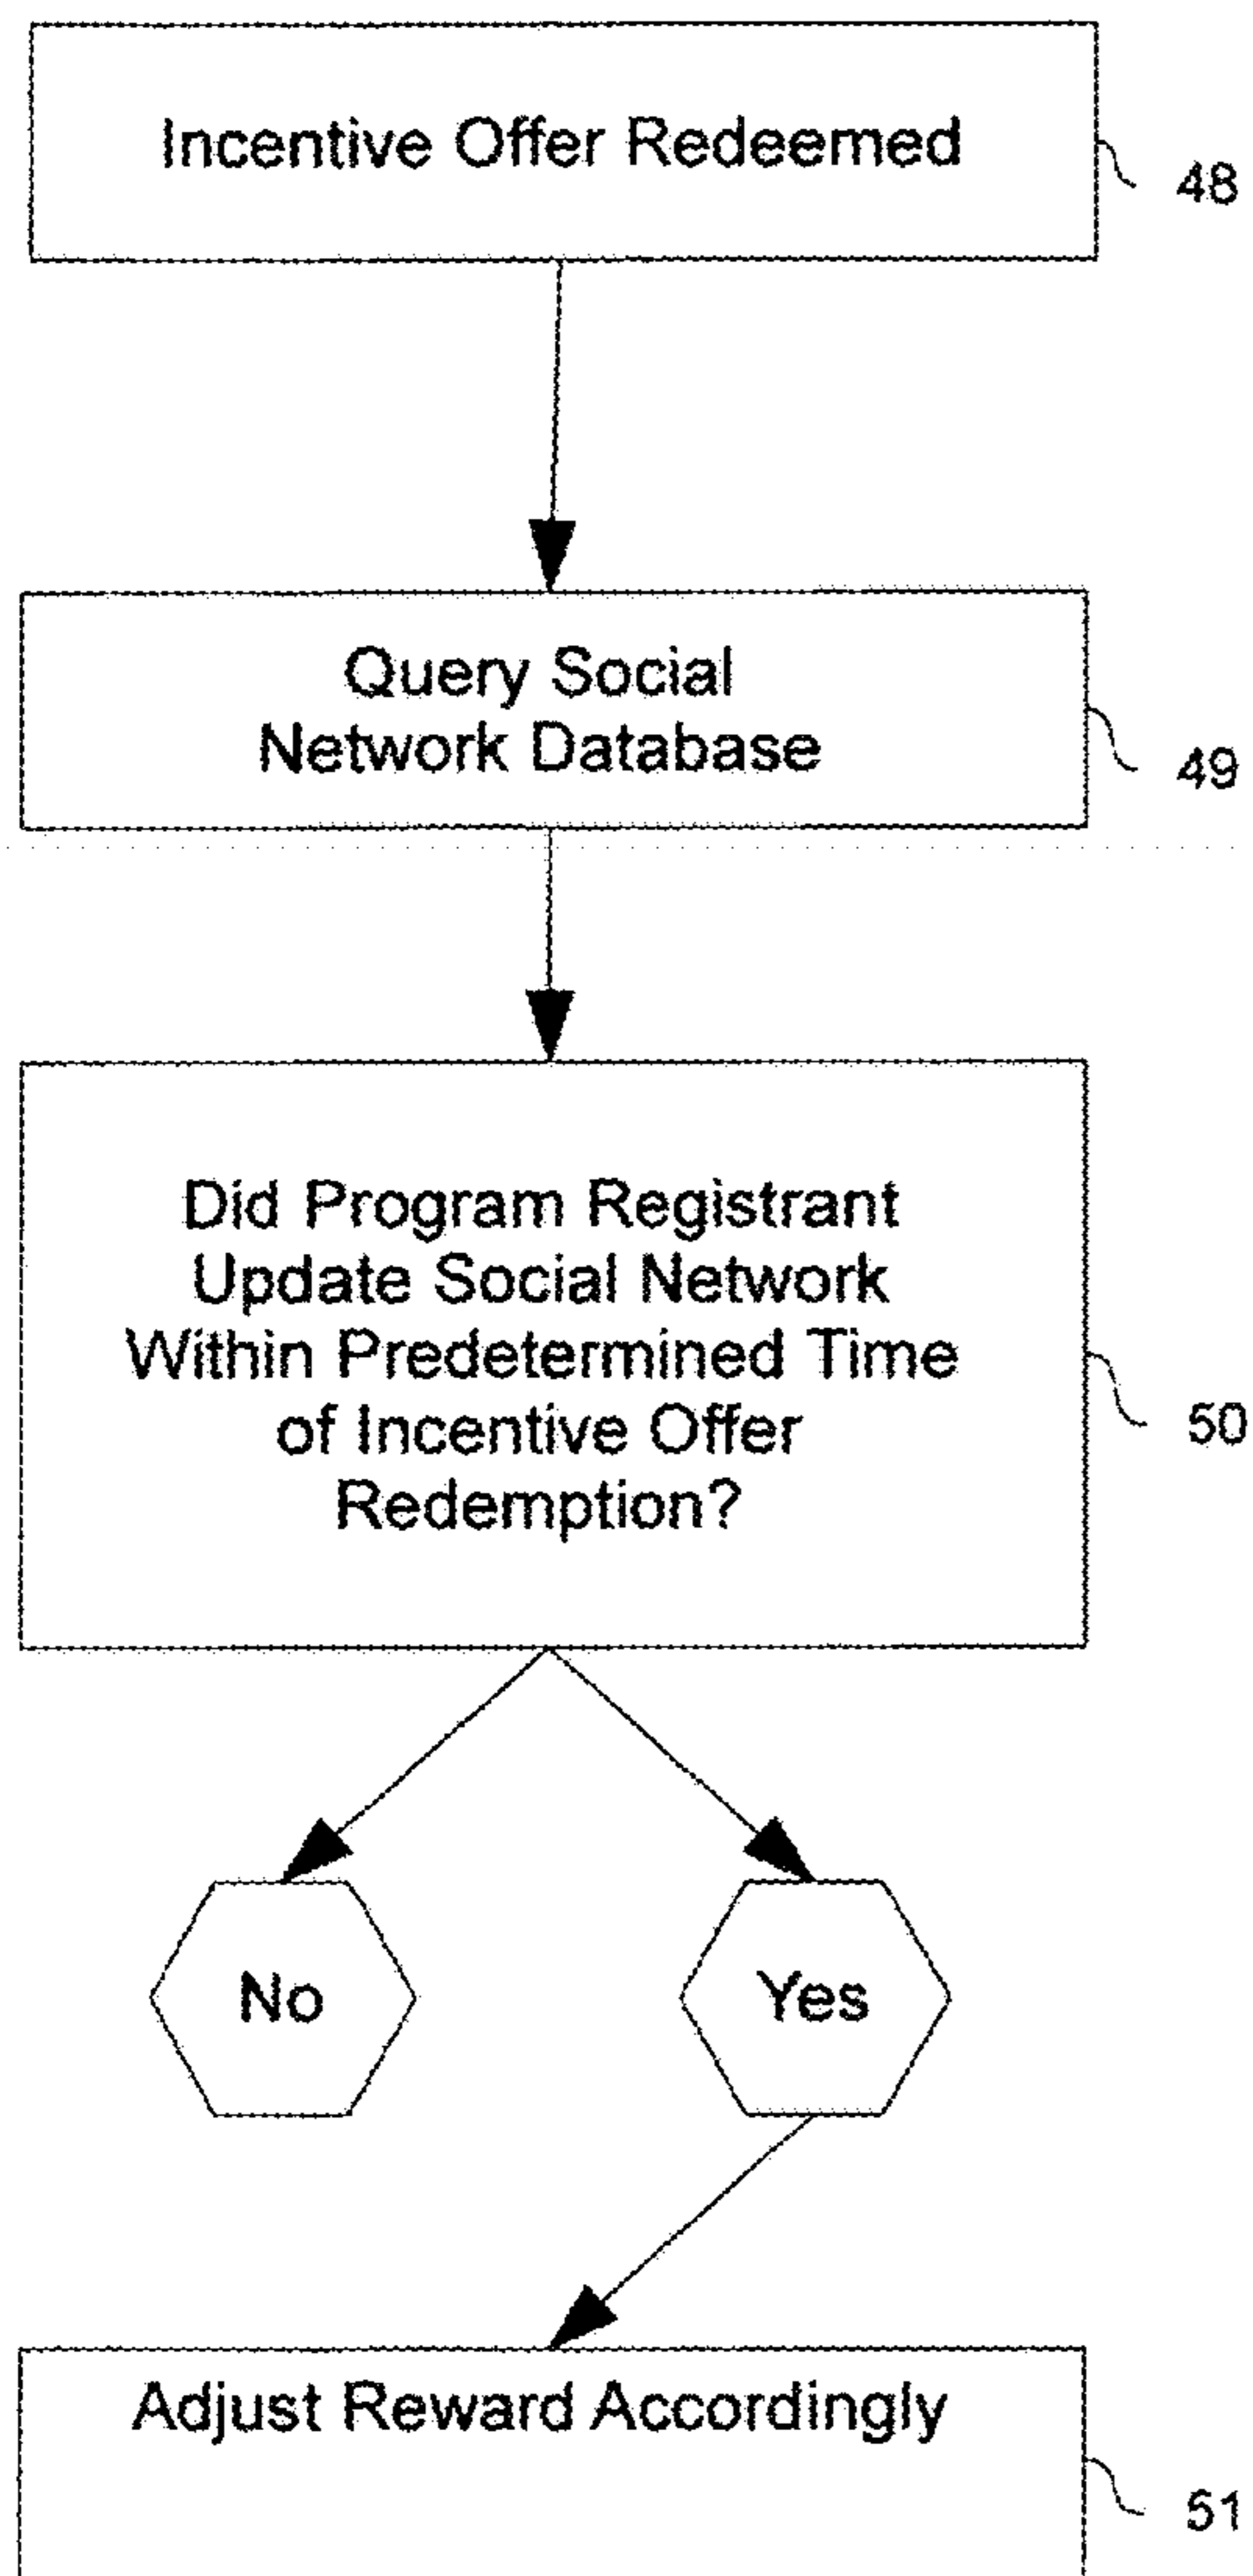 Incentive Offer Redeemed
48
Query Social
Network Database
49
Did Program Registrant
Update Social Network
Within Predetermined Time
of Incentive Offer
Redemption?
50
No
Yes
Adjust Reward Accordingly
51